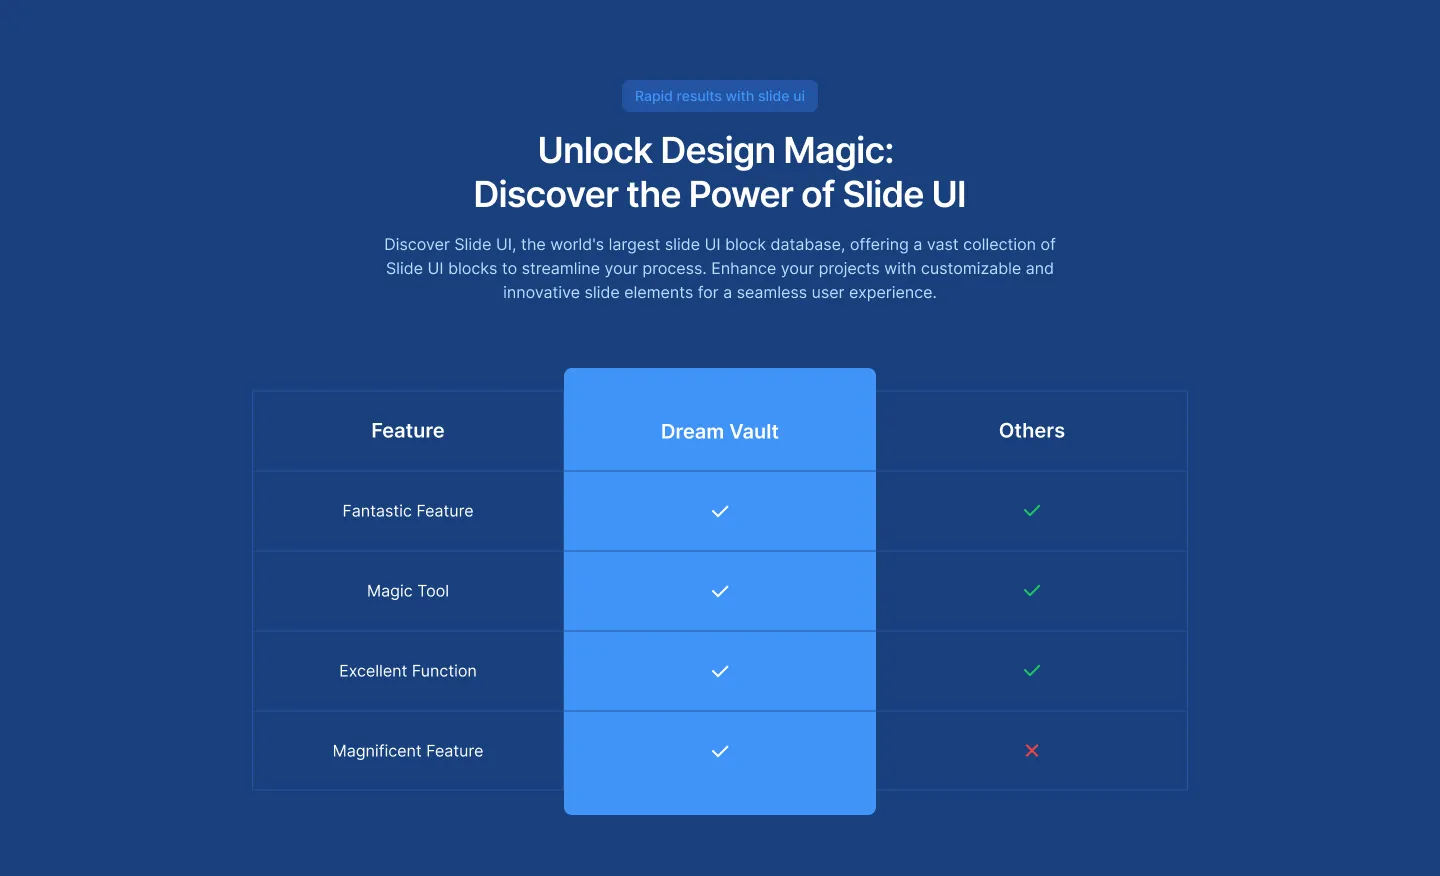 Rapid results with slide ui
Unlock Design Magic:
Discover the Power of Slide UI
Discover Slide UI, the world's largest slide UI block database, offering a vast collection of
Slide UI blocks to streamline your process. Enhance your projects with customizable and
innovative slide elements for a seamless user experience.
Feature
Dream Vault
Others
Fantastic Feature
Magic Tool
Excellent Function
Magnificent Feature